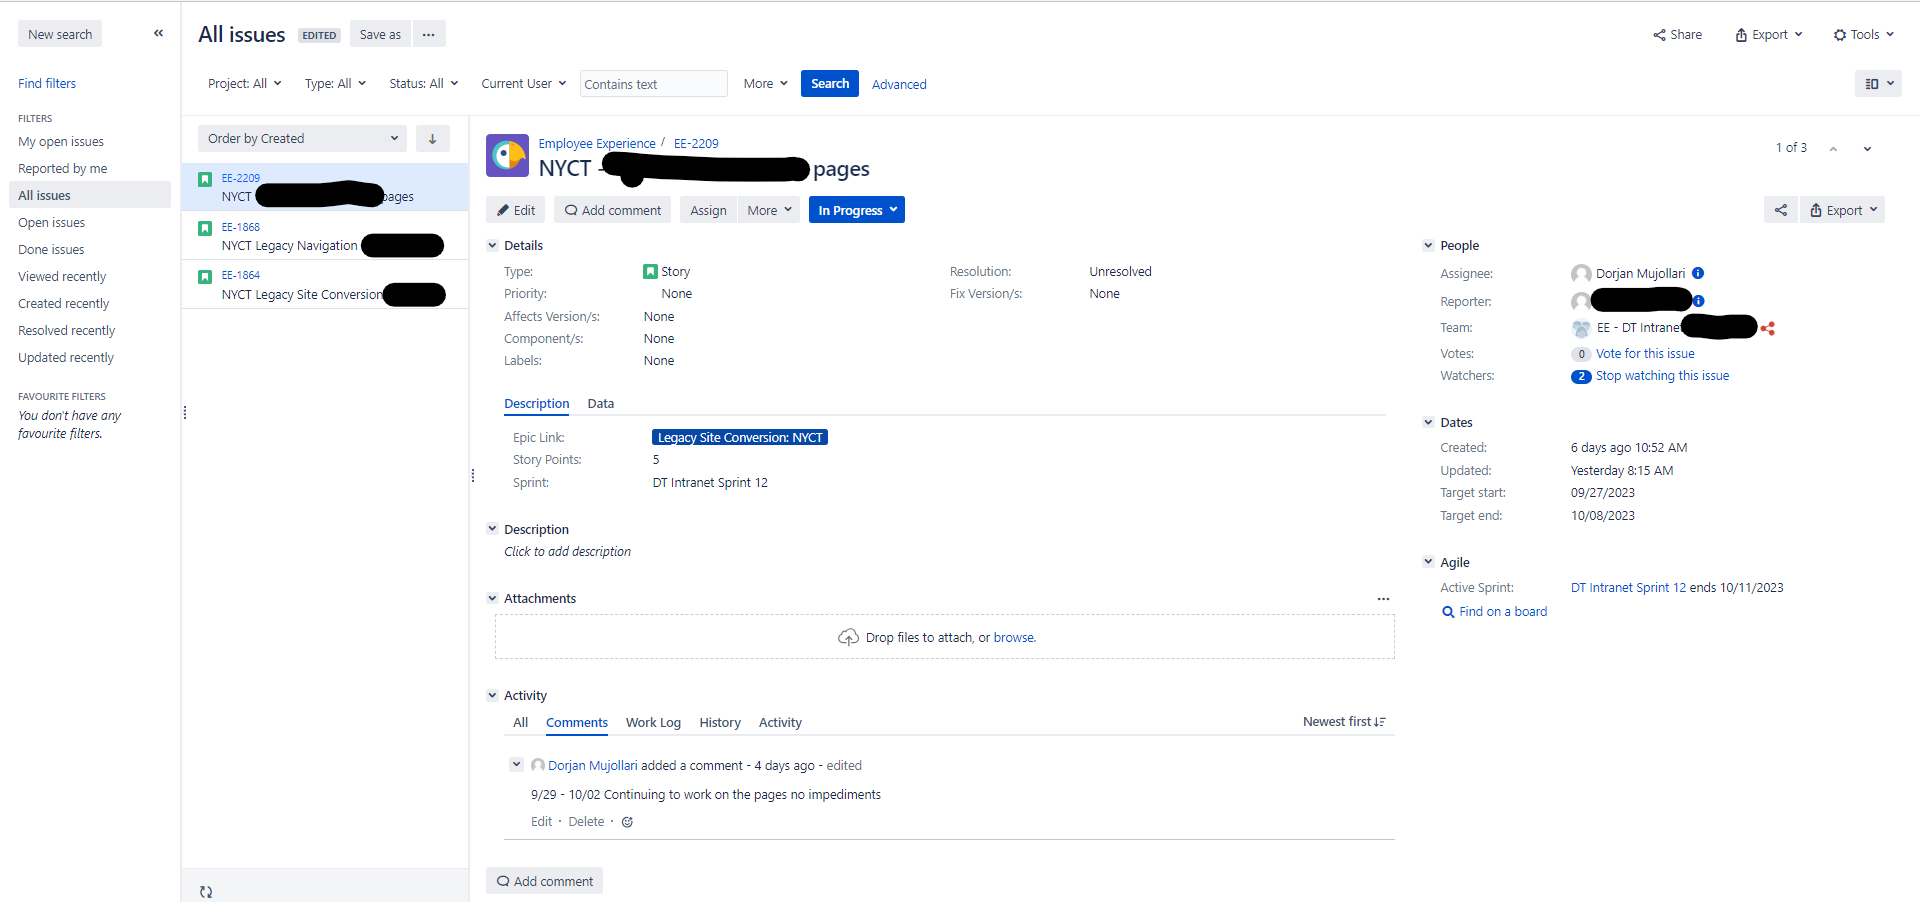 New search
«
Find filters
FILTERS
My open issues
Reported by me
All issues
Open issues
Done issues
Viewed recently
Created recently
Resolved recently
Updated recently
FAVOURITE FILTERS
You don't have any
favourite filters.
All issues EDITED Save as ...
Share Export Tools
Project: All Type: All Status: All Current User Contains text More Search Advanced
Order by Created
EE-2209
NYCT pages
EE-1868
NYCT Legacy Navigation
EE-1864
NYCT Legacy Site Conversion
Employee Experience / EE-2209
NYCT - pages
1 of 3
Edit Add comment Assign More In Progress
Export
Details
Type: Story
Priority: None
Affects Version/s: None
Component/s: None
Labels: None
Resolution: Unresolved
Fix Version/s: None
Description Data
Epic Link: Legacy Site Conversion: NYCT
Story Points: 5
Sprint: DT Intranet Sprint 12
Description
Click to add description
Attachments ...
Drop files to attach, or browse.
Activity
All Comments Work Log History Activity Newest first
Dorjan Mujollari added a comment - 4 days ago - edited
9/29 - 10/02 Continuing to work on the pages no impediments
Edit · Delete ·
Add comment
People
Assignee: Dorjan Mujollari
Reporter:
Team: EE - DT Intranet
Votes: 0 Vote for this issue
Watchers: 2 Stop watching this issue
Dates
Created: 6 days ago 10:52 AM
Updated: Yesterday 8:15 AM
Target start: 09/27/2023
Target end: 10/08/2023
Agile
Active Sprint: DT Intranet Sprint 12 ends 10/11/2023
Find on a board